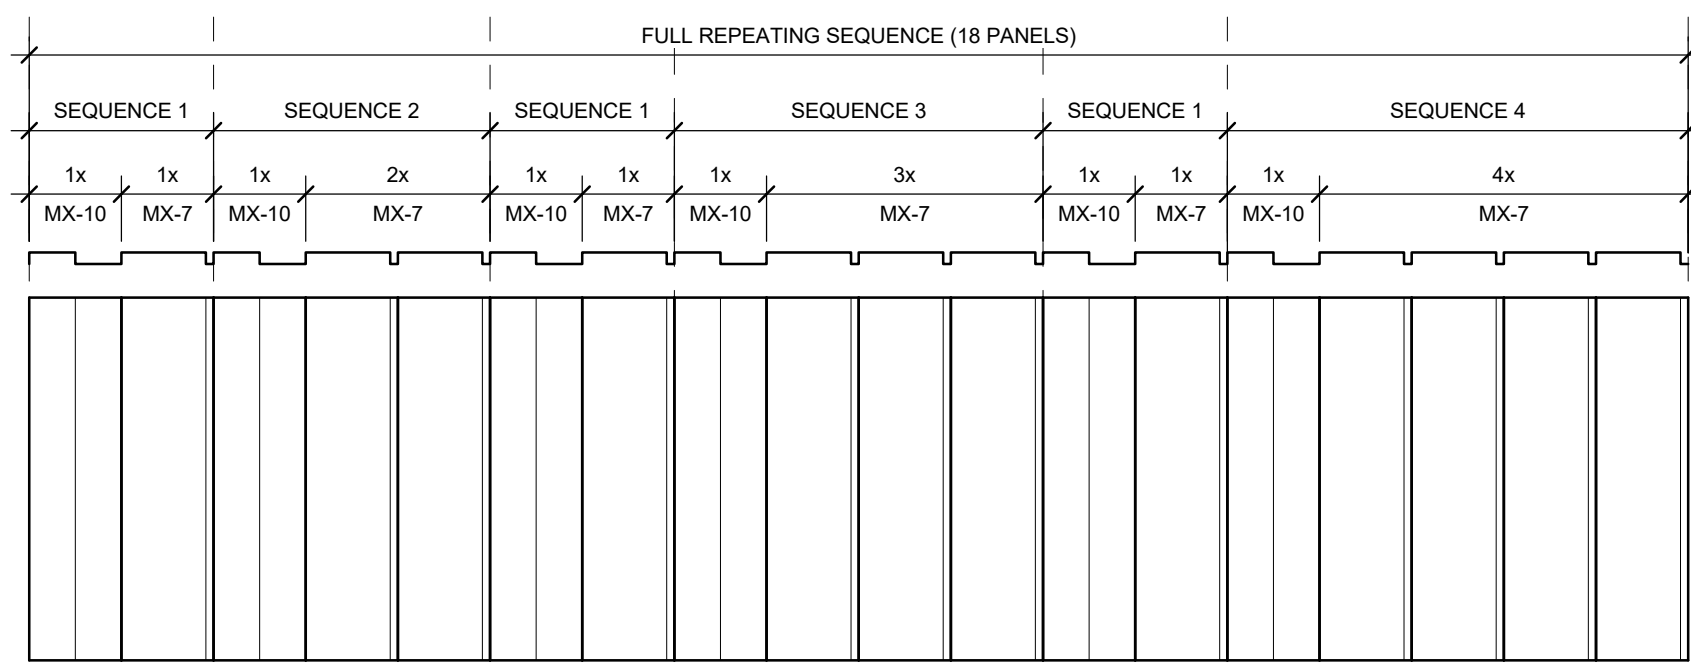 FULL REPEATING SEQUENCE (18 PANELS)
SEQUENCE 1 SEQUENCE 2 SEQUENCE 1 SEQUENCE 3 SEQUENCE 1 SEQUENCE 4
1x 1x 1x 2x 1x 1x 1x 3x 1x 1x 1x 4x
MX-10 MX-7 MX-10 MX-7 MX-10 MX-7 MX-10 MX-7 MX-10 MX-7 MX-10 MX-7